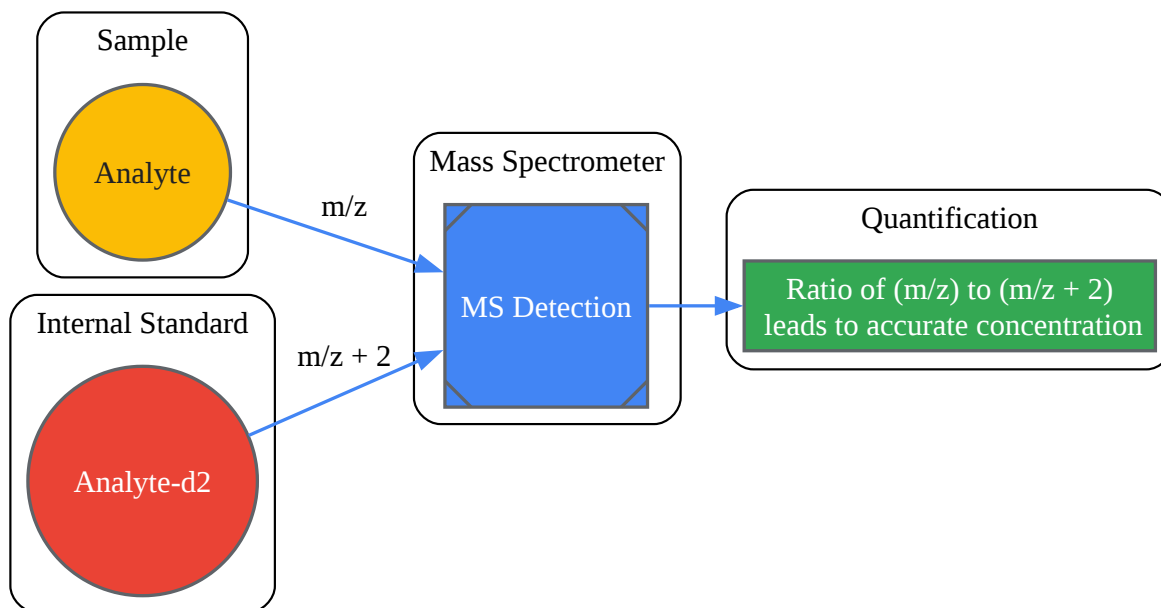 Sample
Analyte
m/z
Internal Standard
Analyte-d2
m/z + 2
Mass Spectrometer
MS Detection
Quantification
Ratio of (m/z) to (m/z + 2)
leads to accurate concentration